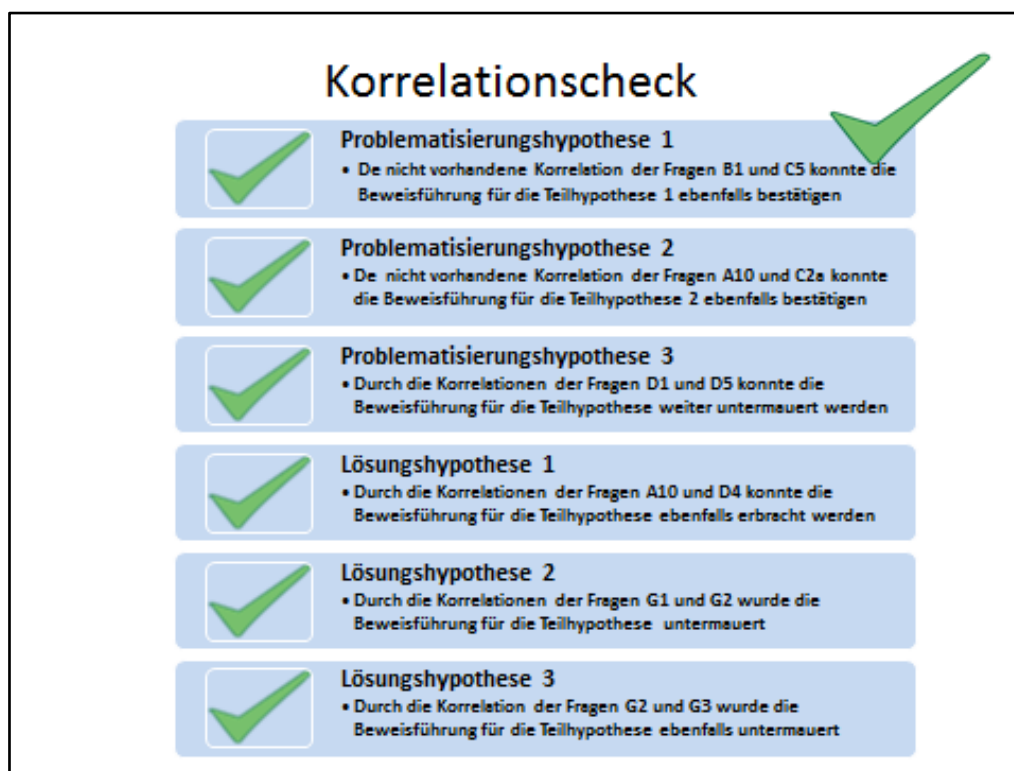 Korrelationscheck
Problematisierungshypothese 1
• De nicht vorhandene Korrelation der Fragen B1 und C5 konnte die
Beweisführung für die Teilhypothese 1 ebenfalls bestätigen
Problematisierungshypothese 2
• De nicht vorhandene Korrelation der Fragen A10 und C2a konnte
die Beweisführung für die Teilhypothese 2 ebenfalls bestätigen
Problematisierungshypothese 3
• Durch die Korrelationen der Fragen D1 und D5 konnte die
Beweisführung für die Teilhypothese weiter untermauert werden
Lösungshypothese 1
• Durch die Korrelationen der Fragen A10 und D4 konnte die
Beweisführung für die Teilhypothese ebenfalls erbracht werden
Lösungshypothese 2
• Durch die Korrelationen der Fragen G1 und G2 wurde die
Beweisführung für die Teilhypothese untermauert
Lösungshypothese 3
• Durch die Korrelation der Fragen G2 und G3 wurde die
Beweisführung für die Teilhypothese ebenfalls untermauert